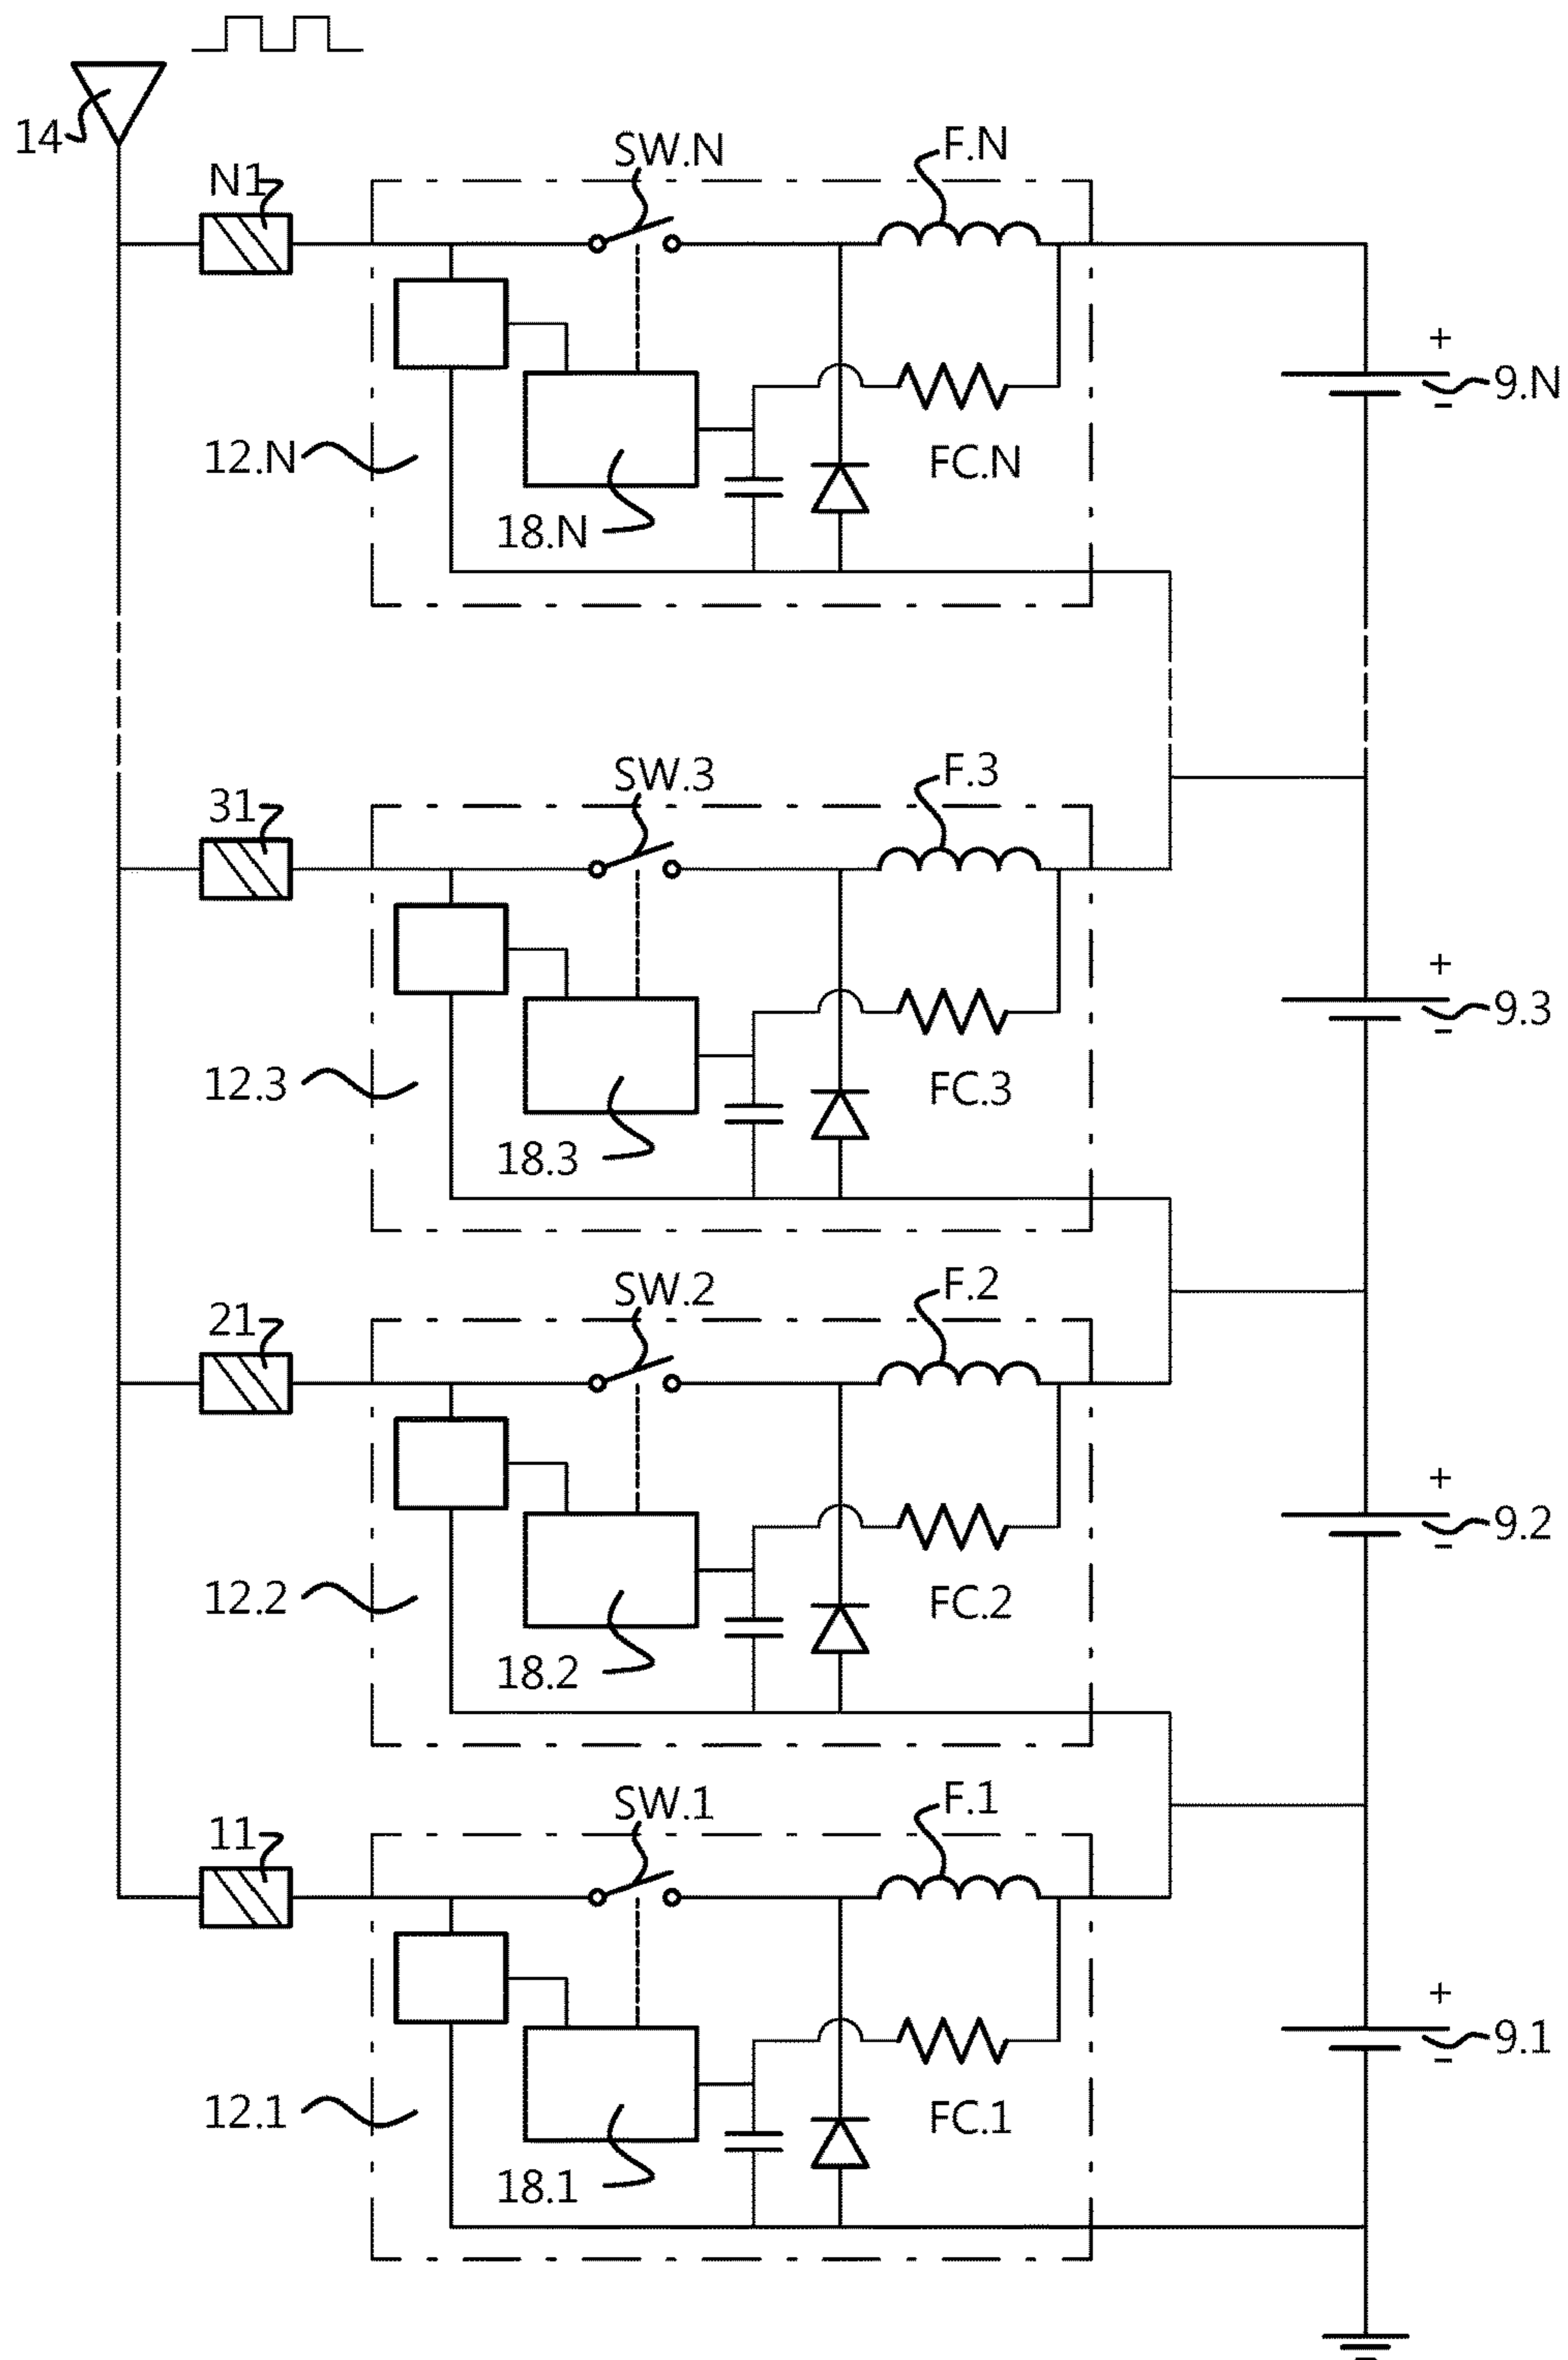 14
N1
SW.N
F.N
+
9.N
-
12.N
FC.N
18.N
31
SW.3
F.3
+
9.3
-
12.3
FC.3
18.3
21
SW.2
F.2
+
9.2
-
12.2
FC.2
18.2
11
SW.1
F.1
+
9.1
-
12.1
FC.1
18.1